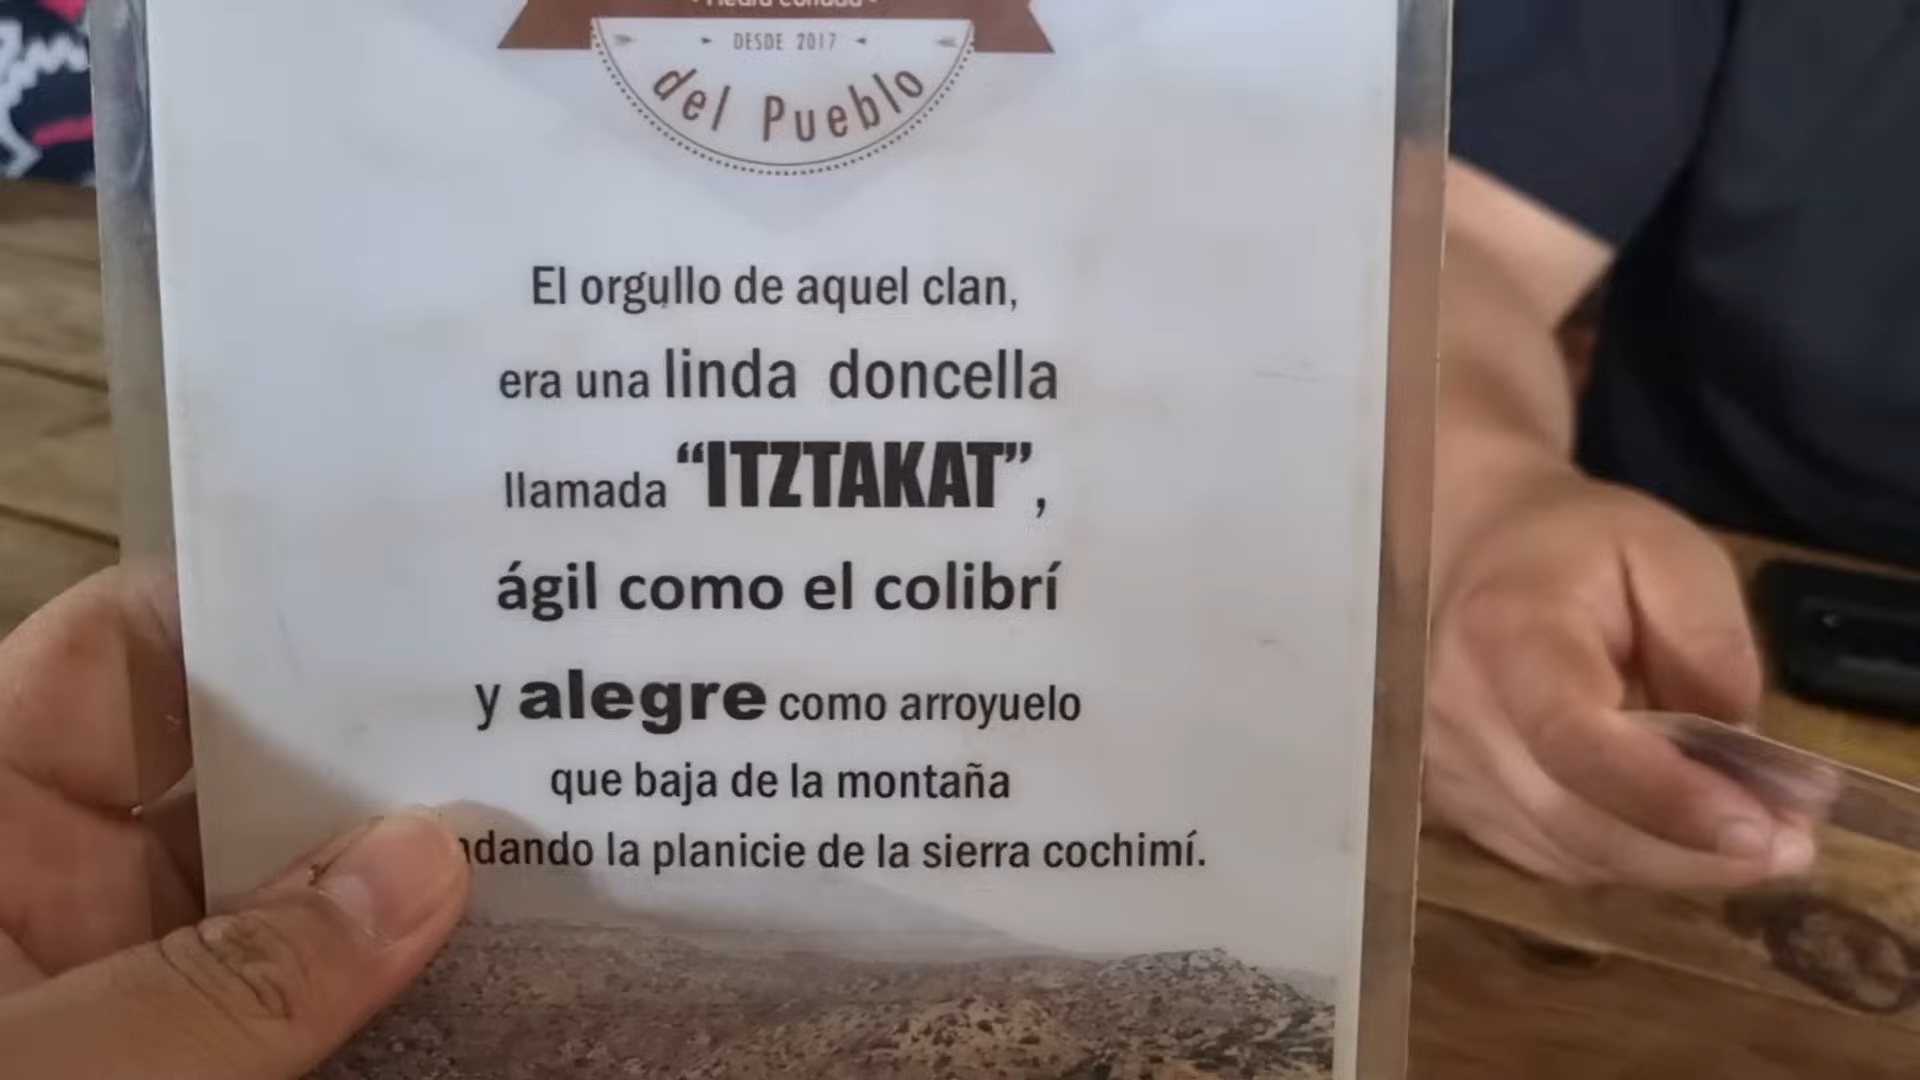 DESDE 2017
del Pueblo
El orgullo de aquel clan,
era una linda doncella
llamada “ITZTAKAT”,
ágil como el colibrí
y alegre como arroyuelo
que baja de la montaña
la planicie de la sierra cochimí.